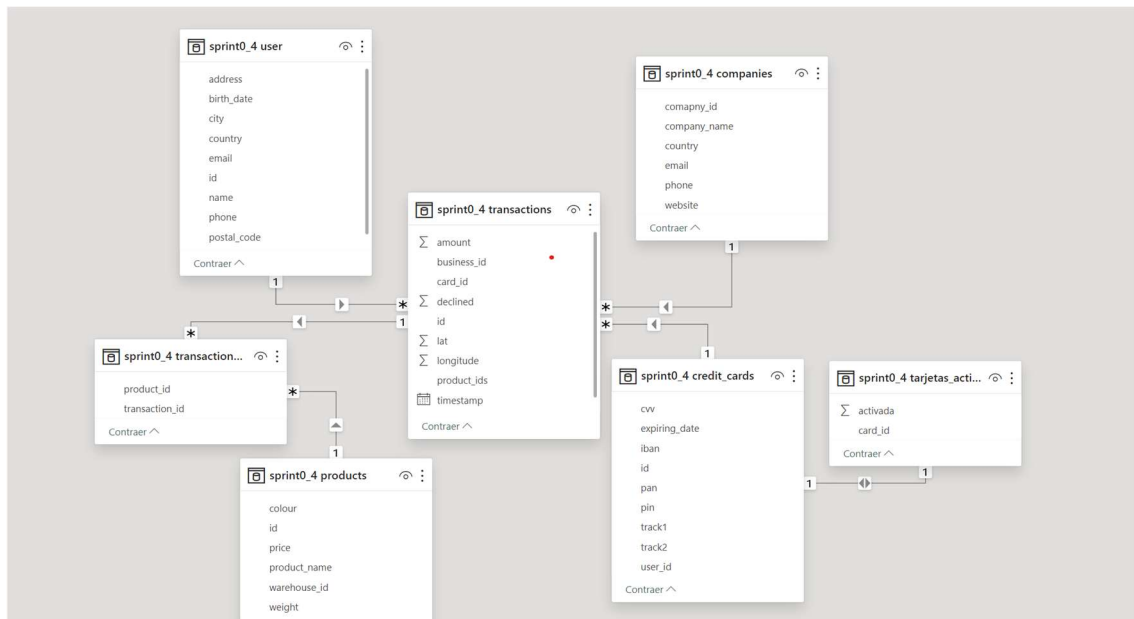 sprint0_4 user
address
birth_date
city
country
email
id
name
phone
postal_code
Contraer
1
sprint0_4 companies
comapny_id
company_name
country
email
phone
website
Contraer
1
sprint0_4 transactions
Σ amount
business_id
card_id
Σ declined
id
Σ lat
Σ longitude
product_ids
timestamp
Contraer
*
1
*
*
sprint0_4 transaction...
product_id
transaction_id
Contraer
*
*
1
sprint0_4 products
colour
id
price
product_name
warehouse_id
weight
1
sprint0_4 credit_cards
cvv
expiring_date
iban
id
pan
pin
track1
track2
user_id
Contraer
1
sprint0_4 tarjetas_acti...
Σ activada
card_id
Contraer
1